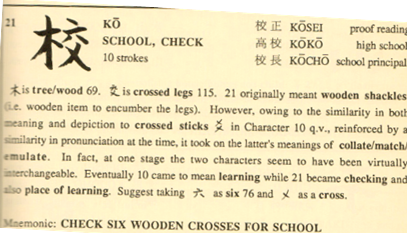 21 校 KŌ 校正 KŌSEI proof reading
SCHOOL, CHECK 高校 KŌKŌ high school
10 strokes 校長 KŌCHŌ school principal
木 is tree/wood 69. 交 is crossed legs 115. 21 originally meant wooden shackles
(i.e. wooden item to encumber the legs). However, owing to the similarity in both
meaning and depiction to crossed sticks 爻 in Character 10 q.v., reinforced by a
similarity in pronunciation at the time, it took on the latter's meanings of collate/match/
emulate. In fact, at one stage the two characters seem to have been virtually
interchangeable. Eventually 10 came to mean learning while 21 became checking and
also place of learning. Suggest taking 六 as six 76 and 乂 as a cross.
Mnemonic: CHECK SIX WOODEN CROSSES FOR SCHOOL